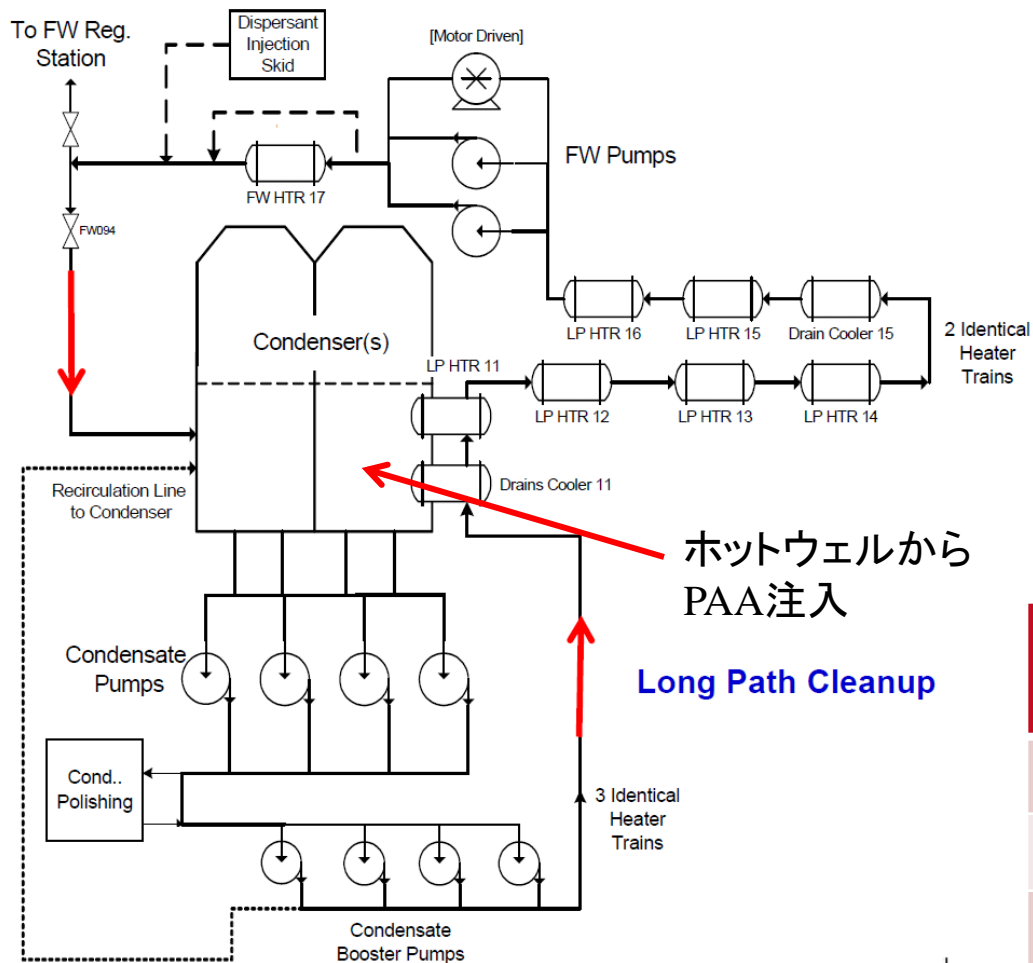 To FW Reg.
Station
Dispersant
Injection
Skid
[Motor Driven]
FW Pumps
FW HTR 17
FW094
Condenser(s)
LP HTR 16
LP HTR 15
Drain Cooler 15
2 Identical
Heater
Trains
LP HTR 11
LP HTR 12
LP HTR 13
LP HTR 14
Drains Cooler 11
Recirculation Line
to Condenser
ホットウェルから
PAA注入
Condensate
Pumps
Long Path Cleanup
Cond..
Polishing
3 Identical
Heater
Trains
Condensate
Booster Pumps